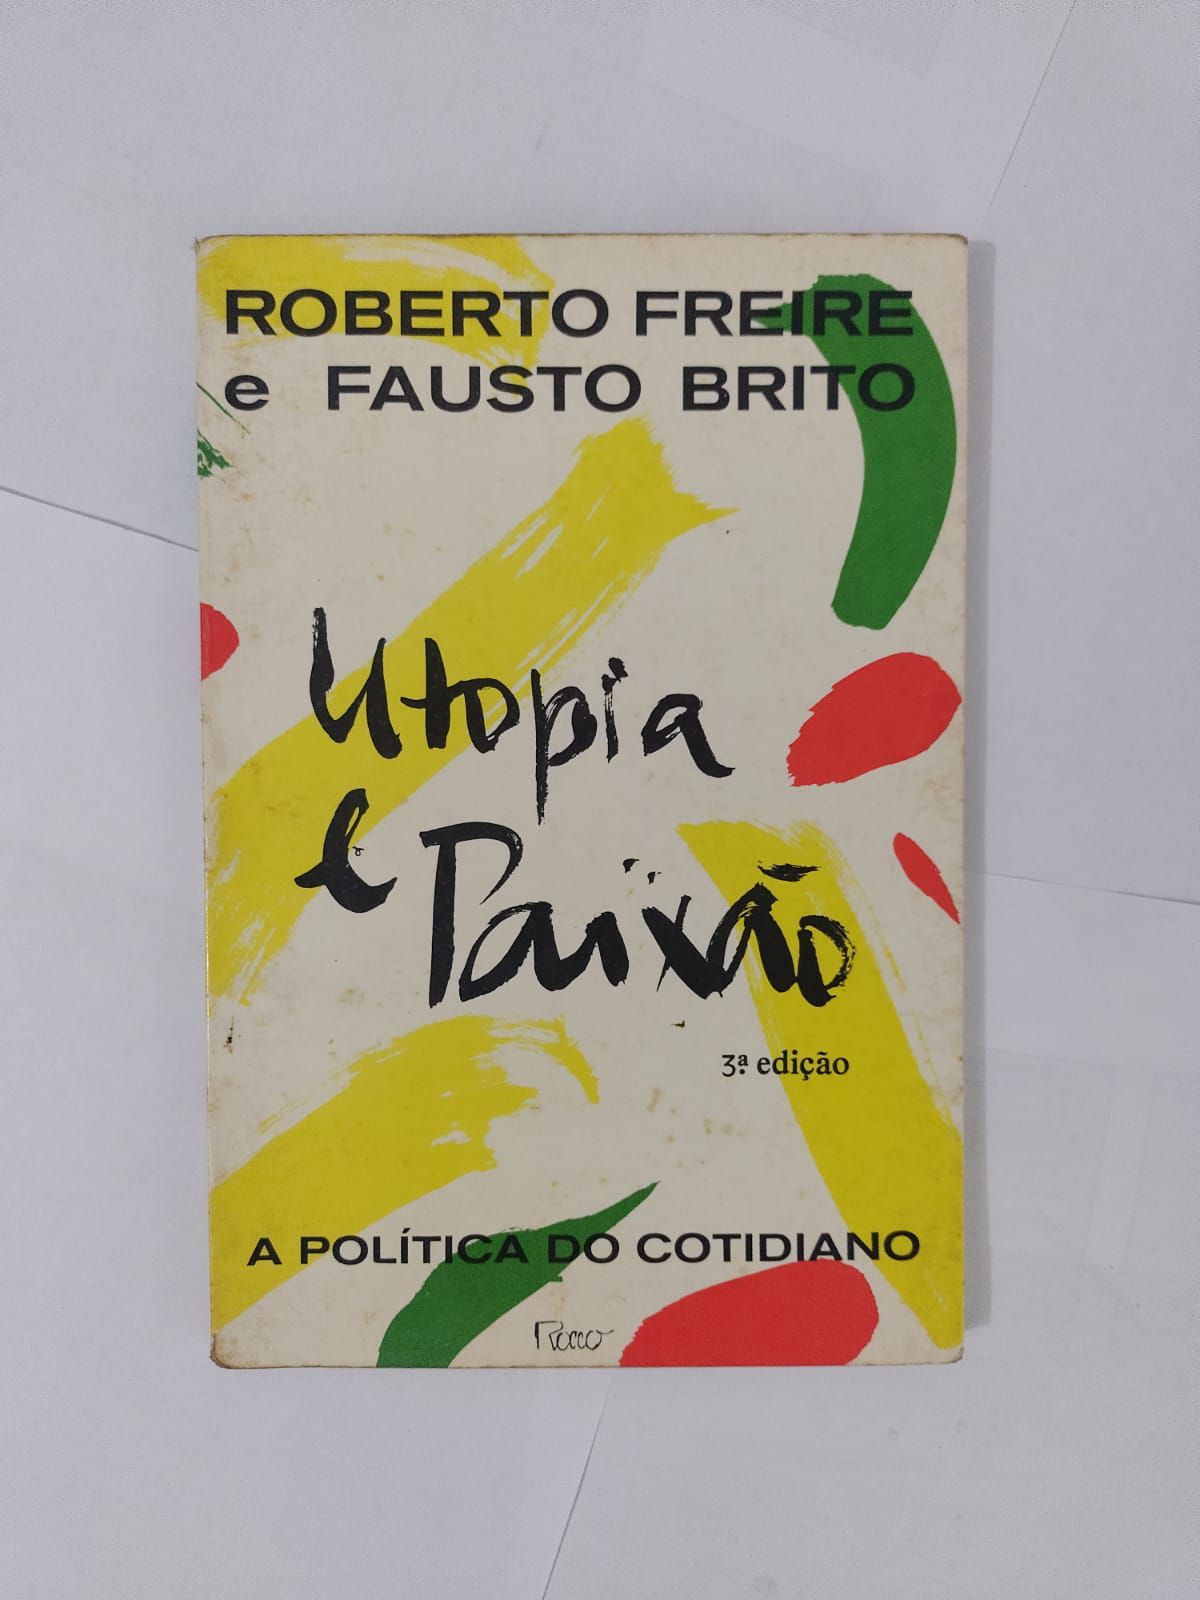 ROBERTO FREIRE
e FAUSTO BRITO
Utopia
e Paixão
3ª edição
A POLÍTICA DO COTIDIANO
Rocco